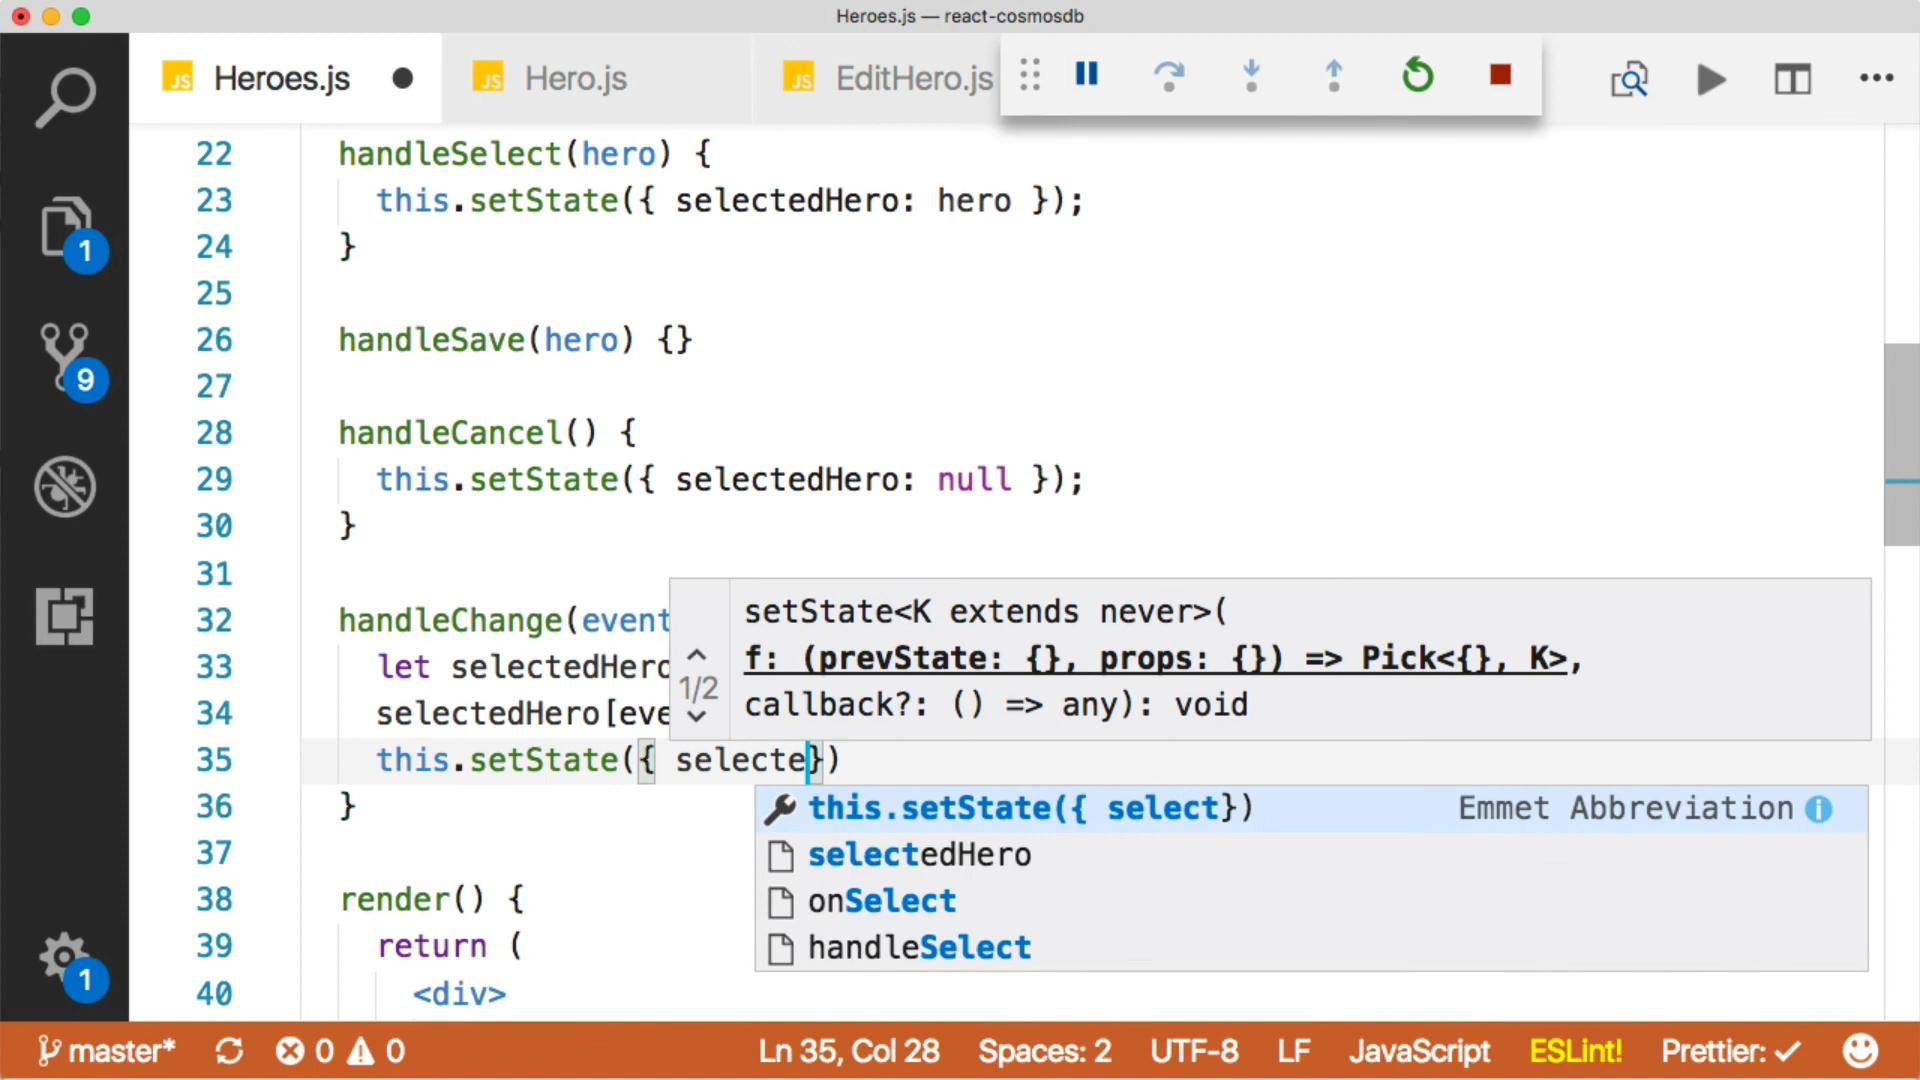 Heroes.js — react-cosmosdb
JS Heroes.js
JS Hero.js
JS EditHero.js
1
9
1
22 handleSelect(hero) {
23 this.setState({ selectedHero: hero });
24 }
25
26 handleSave(hero) {}
27
28 handleCancel() {
29 this.setState({ selectedHero: null });
30 }
31
32 handleChange(event
33 let selectedHero
34 selectedHero[eve
35 this.setState({ selecte})
36 }
37
38 render() {
39 return (
40 <div>
1/2
setState<K extends never>(
f: (prevState: {}, props: {}) => Pick<{}, K>,
callback?: () => any): void
this.setState({ select}) Emmet Abbreviation
selectedHero
onSelect
handleSelect
master* 0 0 Ln 35, Col 28 Spaces: 2 UTF-8 LF JavaScript ESLint! Prettier: ✓